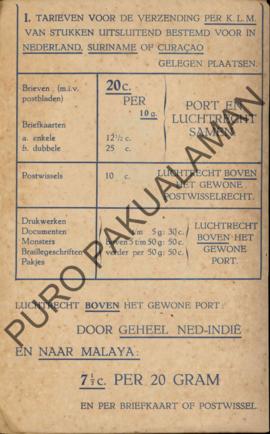 I. TARIEVEN VOOR DE VERZENDING PER K.L.M.
VAN STUKKEN UITSLUITEND BESTEMD VOOR IN
NEDERLAND, SURINAME OF CURAÇAO
GELEGEN PLAATSEN.
Brieven (m.i.v. postbladen)
20c.
PER
10 g.
Briefkaarten
a. enkele 12½ c.
b. dubbele 25 c.
PORT EN
LUCHTRECHT
SAMEN
Postwissels 10 c.
LUCHTRECHT BOVEN
HET GEWONE
POSTWISSELRECHT.
Drukwerken
Documenten t/m 5 g: 30c.
Monsters boven 5 t/m 50 g: 50c.
Braillegeschriften verder per 50 g: 50c.
Pakjes
LUCHTRECHT
BOVEN HET
GEWONE
PORT.
LUCHTRECHT BOVEN HET GEWONE PORT:
DOOR GEHEEL NED-INDIË
EN NAAR MALAYA:
7½ c. PER 20 GRAM
EN PER BRIEFKAART OF POSTWISSEL.
PURO PAKUALAMAN